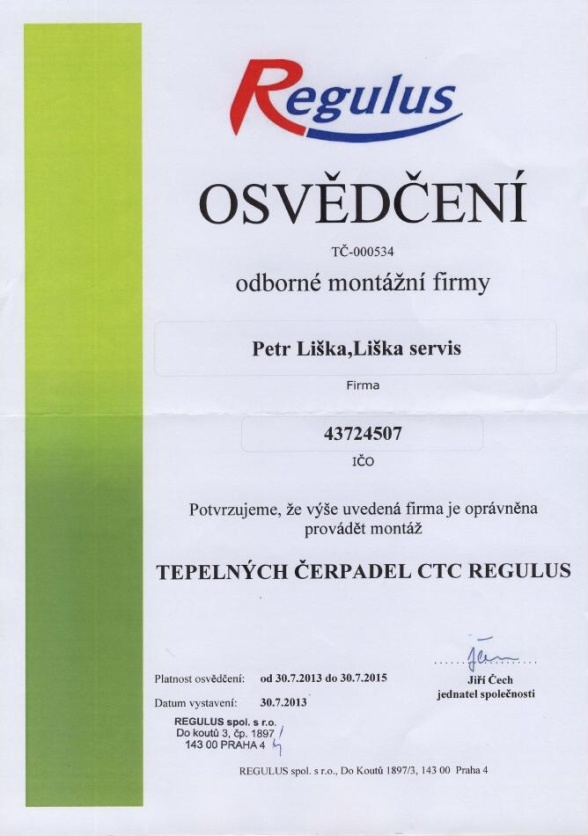 Regulus
OSVĚDČENÍ
TČ-000534
odborné montážní firmy
Petr Liška,Liška servis
Firma
43724507
IČO
Potvrzujeme, že výše uvedená firma je oprávněna
provádět montáž
TEPELNÝCH ČERPADEL CTC REGULUS
Platnost osvědčení: od 30.7.2013 do 30.7.2015
Jiří Čech
jednatel společnosti
Datum vystavení: 30.7.2013
REGULUS spol. s r.o.
Do koutů 3, čp. 1897
143 00 PRAHA 4
REGULUS spol. s r.o., Do Koutů 1897/3, 143 00 Praha 4